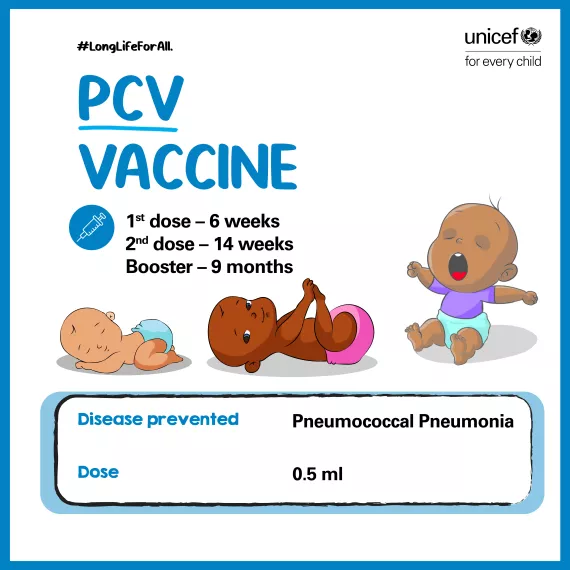 #LongLifeForAll.
unicef
for every child
PCV
VACCINE
1st dose – 6 weeks
2nd dose – 14 weeks
Booster – 9 months
Disease prevented Pneumococcal Pneumonia
Dose 0.5 ml